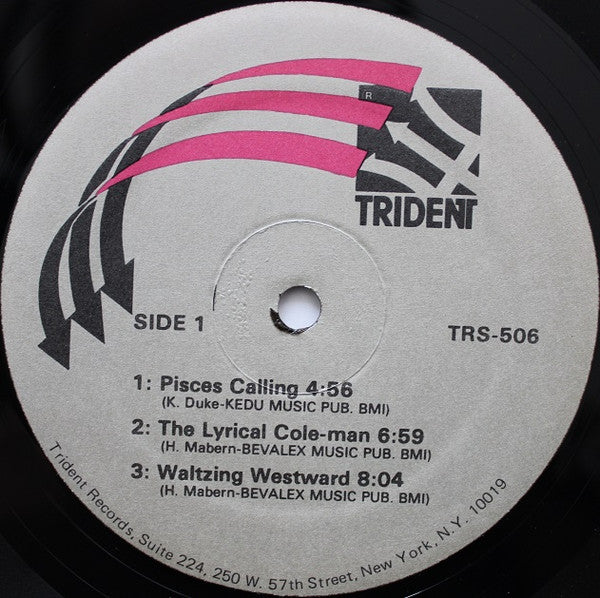 R
TRIDENT
SIDE 1
TRS-506
1: Pisces Calling 4:56
(K. Duke-KEDU MUSIC PUB. BMI)
2: The Lyrical Cole-man 6:59
(H. Mabern-BEVALEX MUSIC PUB. BMI)
3: Waltzing Westward 8:04
(H. Mabern-BEVALEX MUSIC PUB. BMI)
Trident Records, Suite 224, 250 W. 57th Street, New York, N.Y. 10019